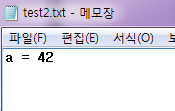 test2.txt - 메모장
파일(F) 편집(E) 서식(O)
a = 42